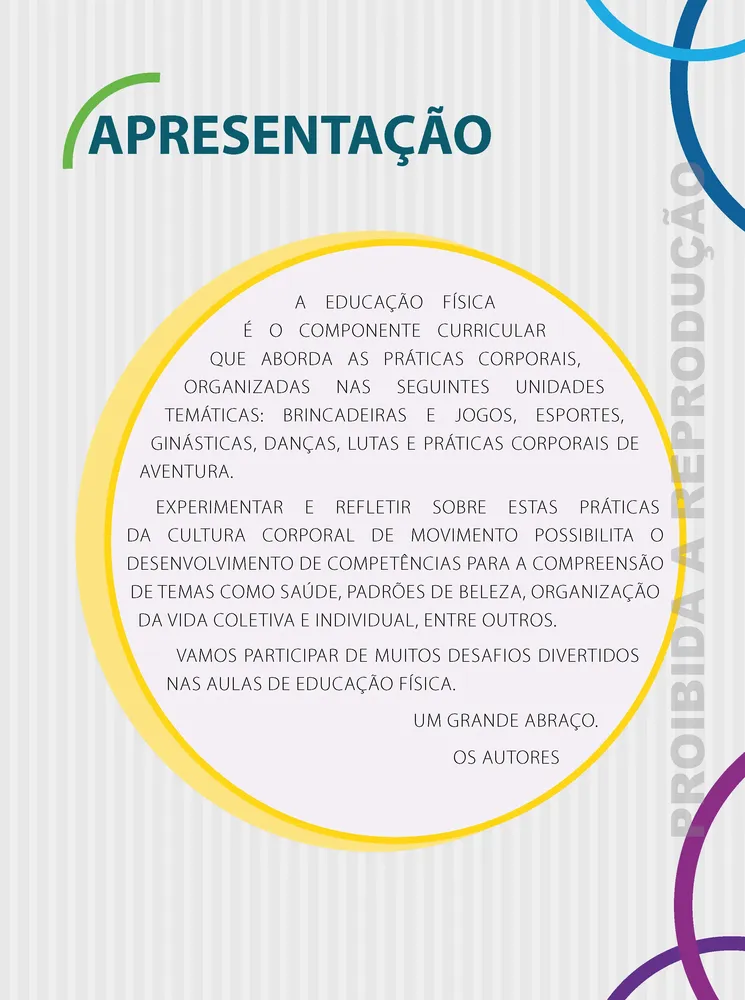 APRESENTAÇÃO
A EDUCAÇÃO FÍSICA
É O COMPONENTE CURRICULAR
QUE ABORDA AS PRÁTICAS CORPORAIS,
ORGANIZADAS NAS SEGUINTES UNIDADES
TEMÁTICAS: BRINCADEIRAS E JOGOS, ESPORTES,
GINÁSTICAS, DANÇAS, LUTAS E PRÁTICAS CORPORAIS DE
AVENTURA.
EXPERIMENTAR E REFLETIR SOBRE ESTAS PRÁTICAS
DA CULTURA CORPORAL DE MOVIMENTO POSSIBILITA O
DESENVOLVIMENTO DE COMPETÊNCIAS PARA A COMPREENSÃO
DE TEMAS COMO SAÚDE, PADRÕES DE BELEZA, ORGANIZAÇÃO
DA VIDA COLETIVA E INDIVIDUAL, ENTRE OUTROS.
VAMOS PARTICIPAR DE MUITOS DESAFIOS DIVERTIDOS
NAS AULAS DE EDUCAÇÃO FÍSICA.
UM GRANDE ABRAÇO.
OS AUTORES
PROIBIDA A REPRODUÇÃO